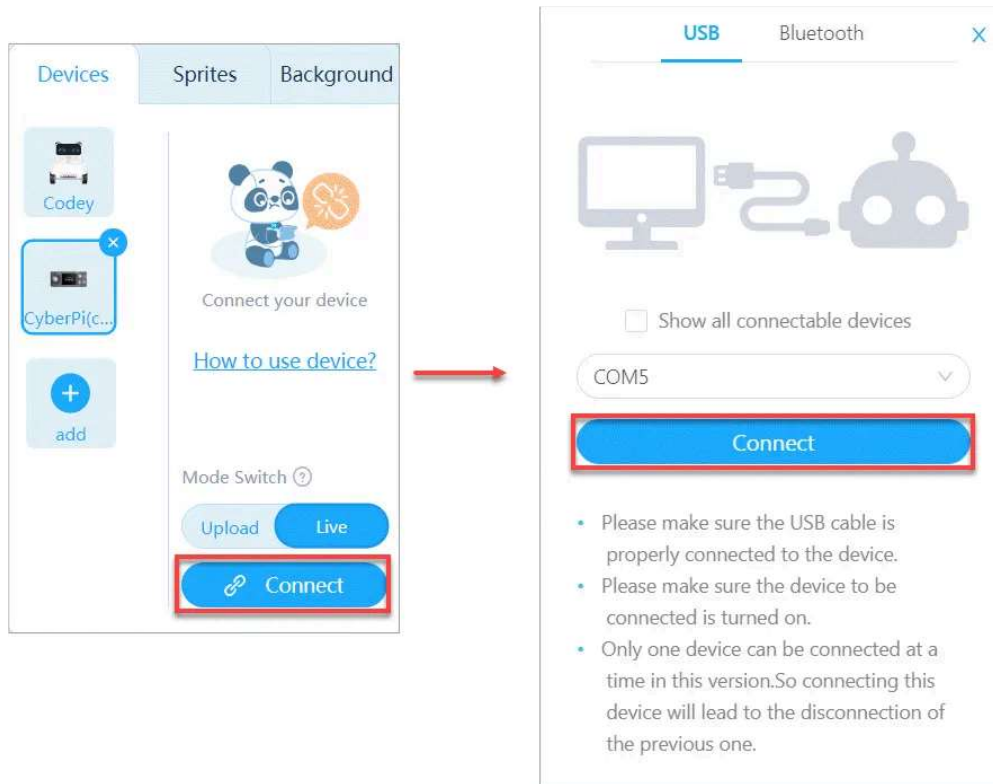 Devices
Sprites
Background
Codey
CyberPi(c...
add
Connect your device
How to use device?
Mode Switch ?
Upload
Live
Connect
USB
Bluetooth
Show all connectable devices
COM5
Connect
• Please make sure the USB cable is
properly connected to the device.
• Please make sure the device to be
connected is turned on.
• Only one device can be connected at a
time in this version.So connecting this
device will lead to the disconnection of
the previous one.